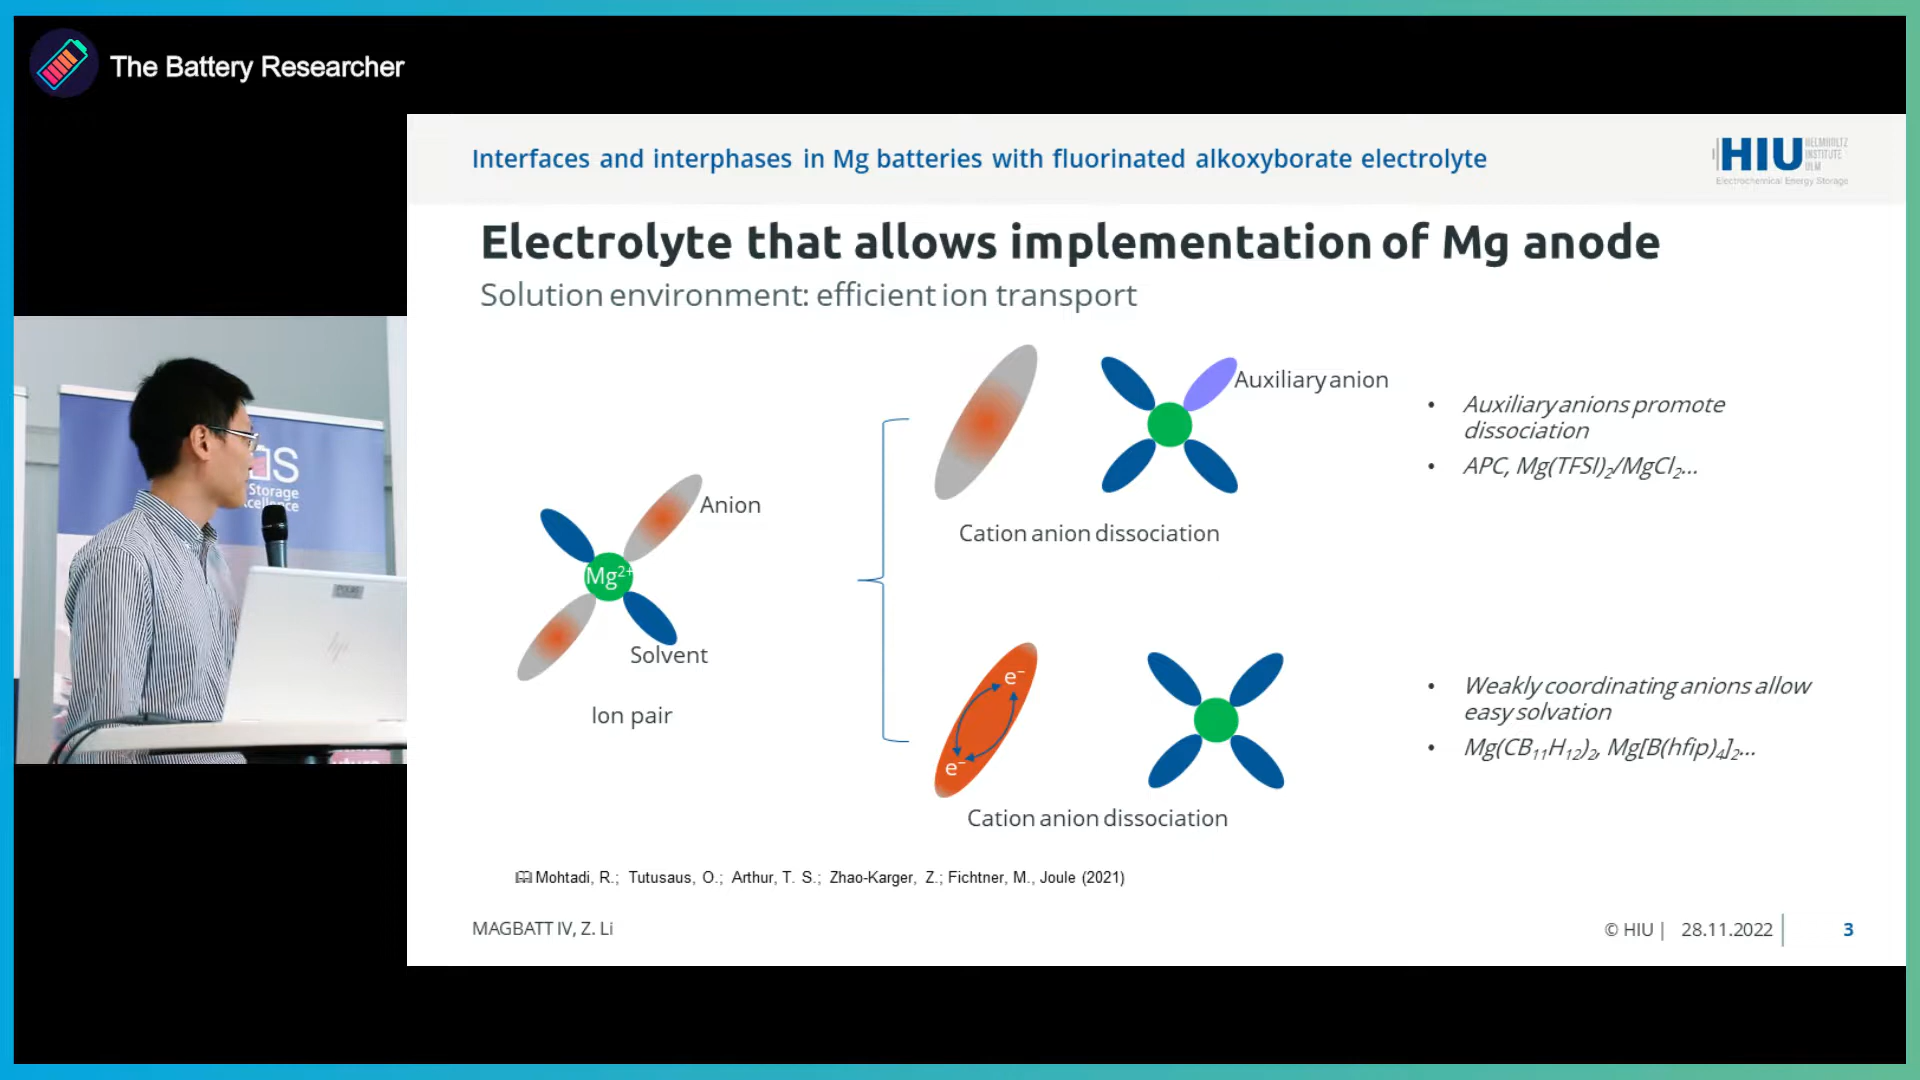 The Battery Researcher
Interfaces and interphases in Mg batteries with fluorinated alkoxyborate electrolyte
HIU
HELMHOLTZ
INSTITUTE
ULM
Electrochemical Energy Storage
Electrolyte that allows implementation of Mg anode
Solution environment: efficient ion transport
Anion
Mg²⁺
Solvent
Ion pair
Auxiliary anion
Cation anion dissociation
• Auxiliary anions promote
dissociation
• APC, Mg(TFSI)₂/MgCl₂...
e⁻
e⁻
Cation anion dissociation
• Weakly coordinating anions allow
easy solvation
• Mg(CB₁₁H₁₂)₂, Mg[B(hfip)₄]₂...
Mohtadi, R.; Tutusaus, O.; Arthur, T. S.; Zhao-Karger, Z.; Fichtner, M., Joule (2021)
MAGBATT IV, Z. Li
© HIU | 28.11.2022
3
S
Storage
hp